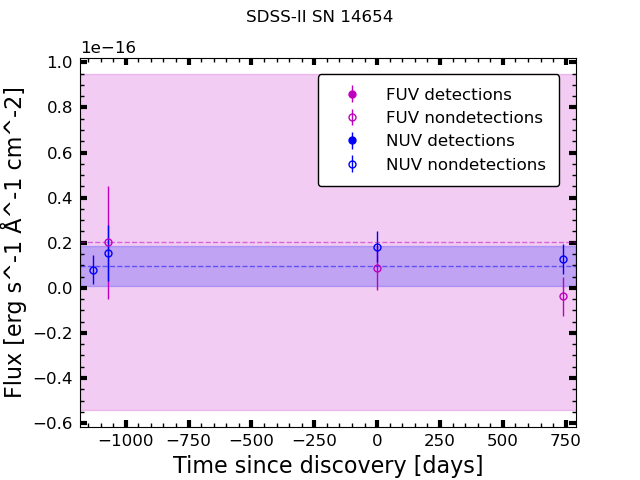 SDSS-II SN 14654
1e−16
1.0
0.8
0.6
0.4
0.2
0.0
−0.2
−0.4
−0.6
Flux [erg s^-1 Å^-1 cm^-2]
FUV detections
FUV nondetections
NUV detections
NUV nondetections
−1000 −750 −500 −250 0 250 500 750
Time since discovery [days]